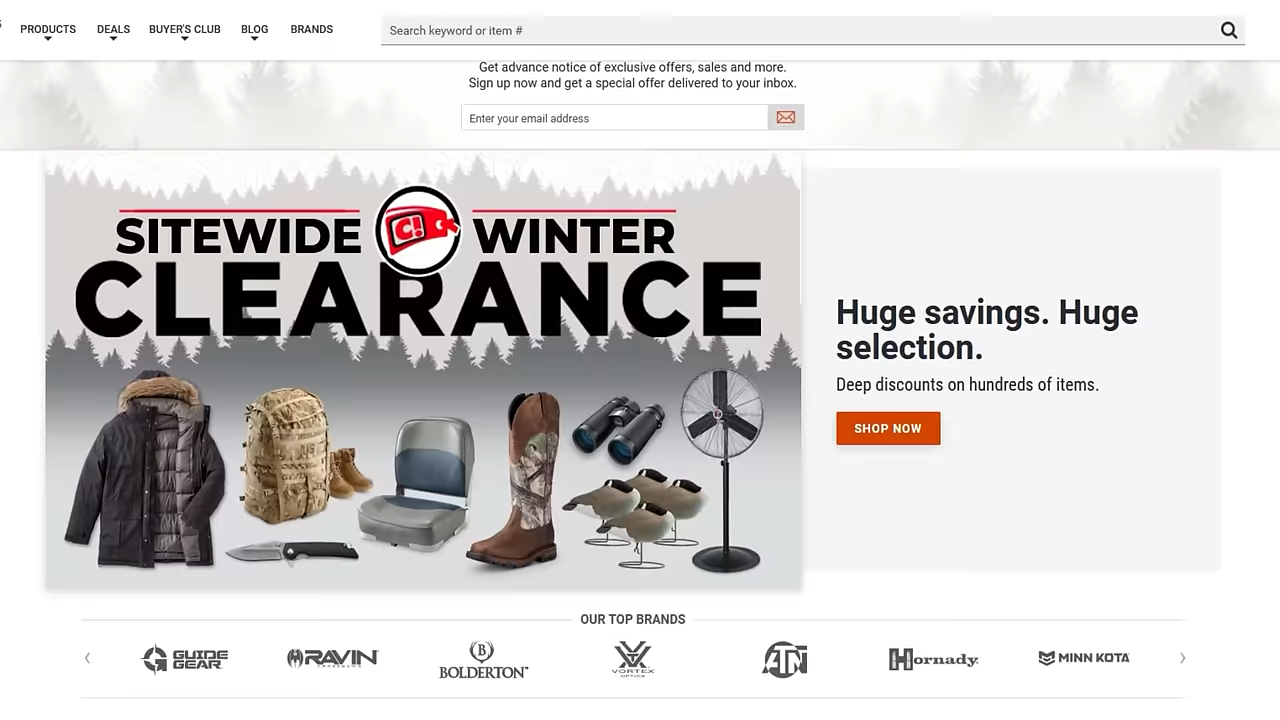 PRODUCTS DEALS BUYER'S CLUB BLOG BRANDS
Search keyword or item #
Get advance notice of exclusive offers, sales and more.
Sign up now and get a special offer delivered to your inbox.
Enter your email address
SITEWIDE C! WINTER
CLEARANCE
Huge savings. Huge
selection.
Deep discounts on hundreds of items.
SHOP NOW
OUR TOP BRANDS
GUIDE
GEAR
RAVIN
B
BOLDERTON™
VORTEX
OPTICS
ATN
Hornady
MINN KOTA